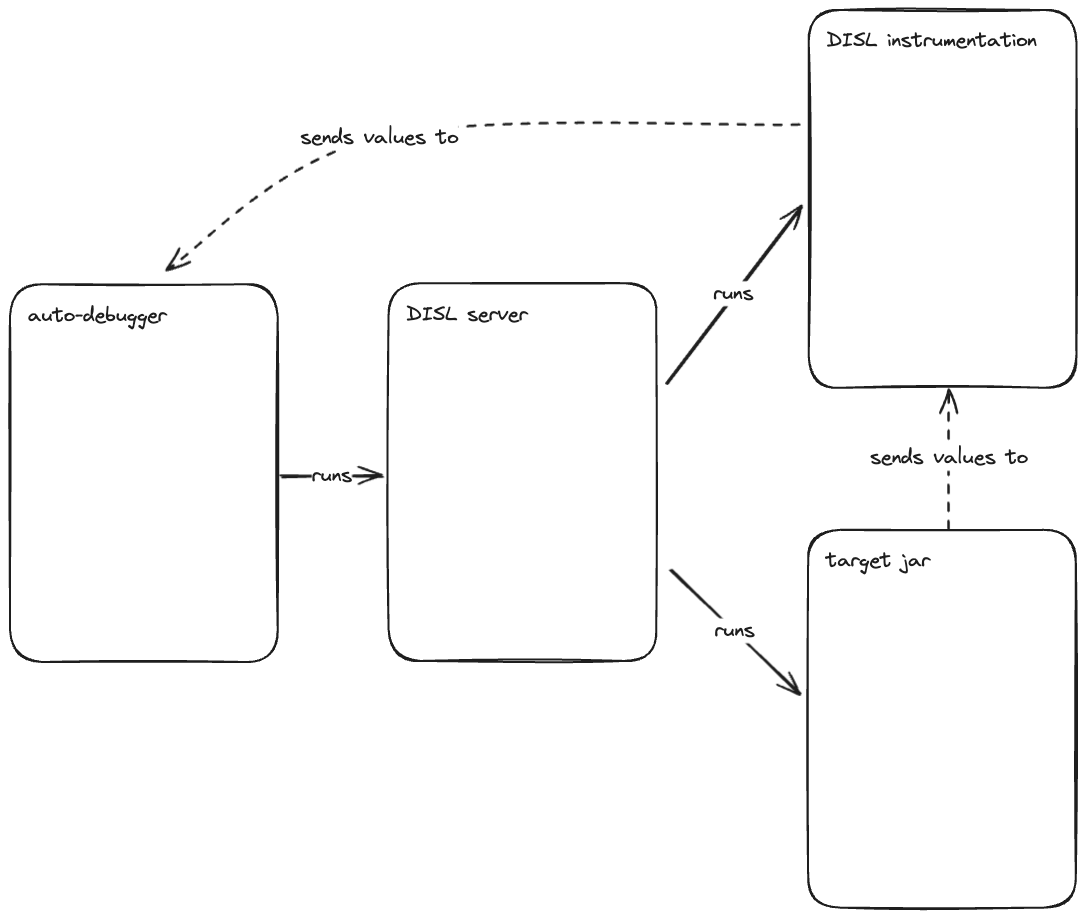 DISL instrumentation
sends values to
auto-debugger
DISL server
runs
runs
sends values to
target jar
runs